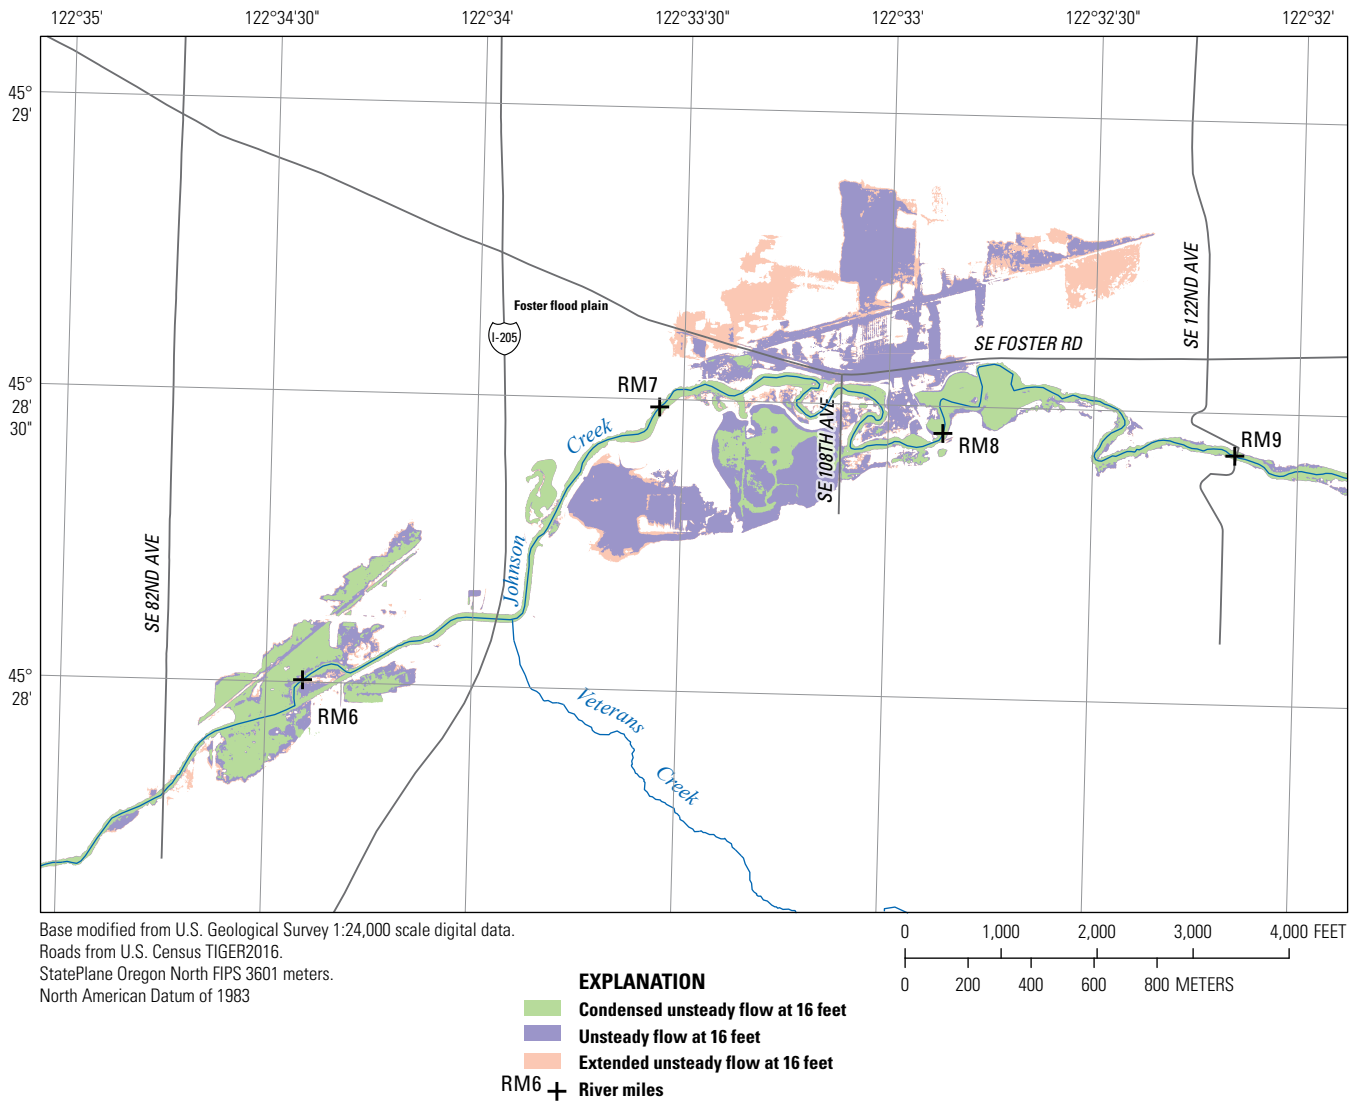 122°35' 122°34'30" 122°34' 122°33'30" 122°33' 122°32'30" 122°32'
45°
29'
SE 122ND AVE
Foster flood plain
I-205
SE FOSTER RD
45°
28'
30"
RM7
Creek
SE 108TH AVE
RM8
RM9
Johnson
SE 82ND AVE
45°
28'
RM6
Veterans
Creek
Base modified from U.S. Geological Survey 1:24,000 scale digital data.
Roads from U.S. Census TIGER2016.
StatePlane Oregon North FIPS 3601 meters.
North American Datum of 1983
0 1,000 2,000 3,000 4,000 FEET
0 200 400 600 800 METERS
EXPLANATION
Condensed unsteady flow at 16 feet
Unsteady flow at 16 feet
Extended unsteady flow at 16 feet
RM6 River miles